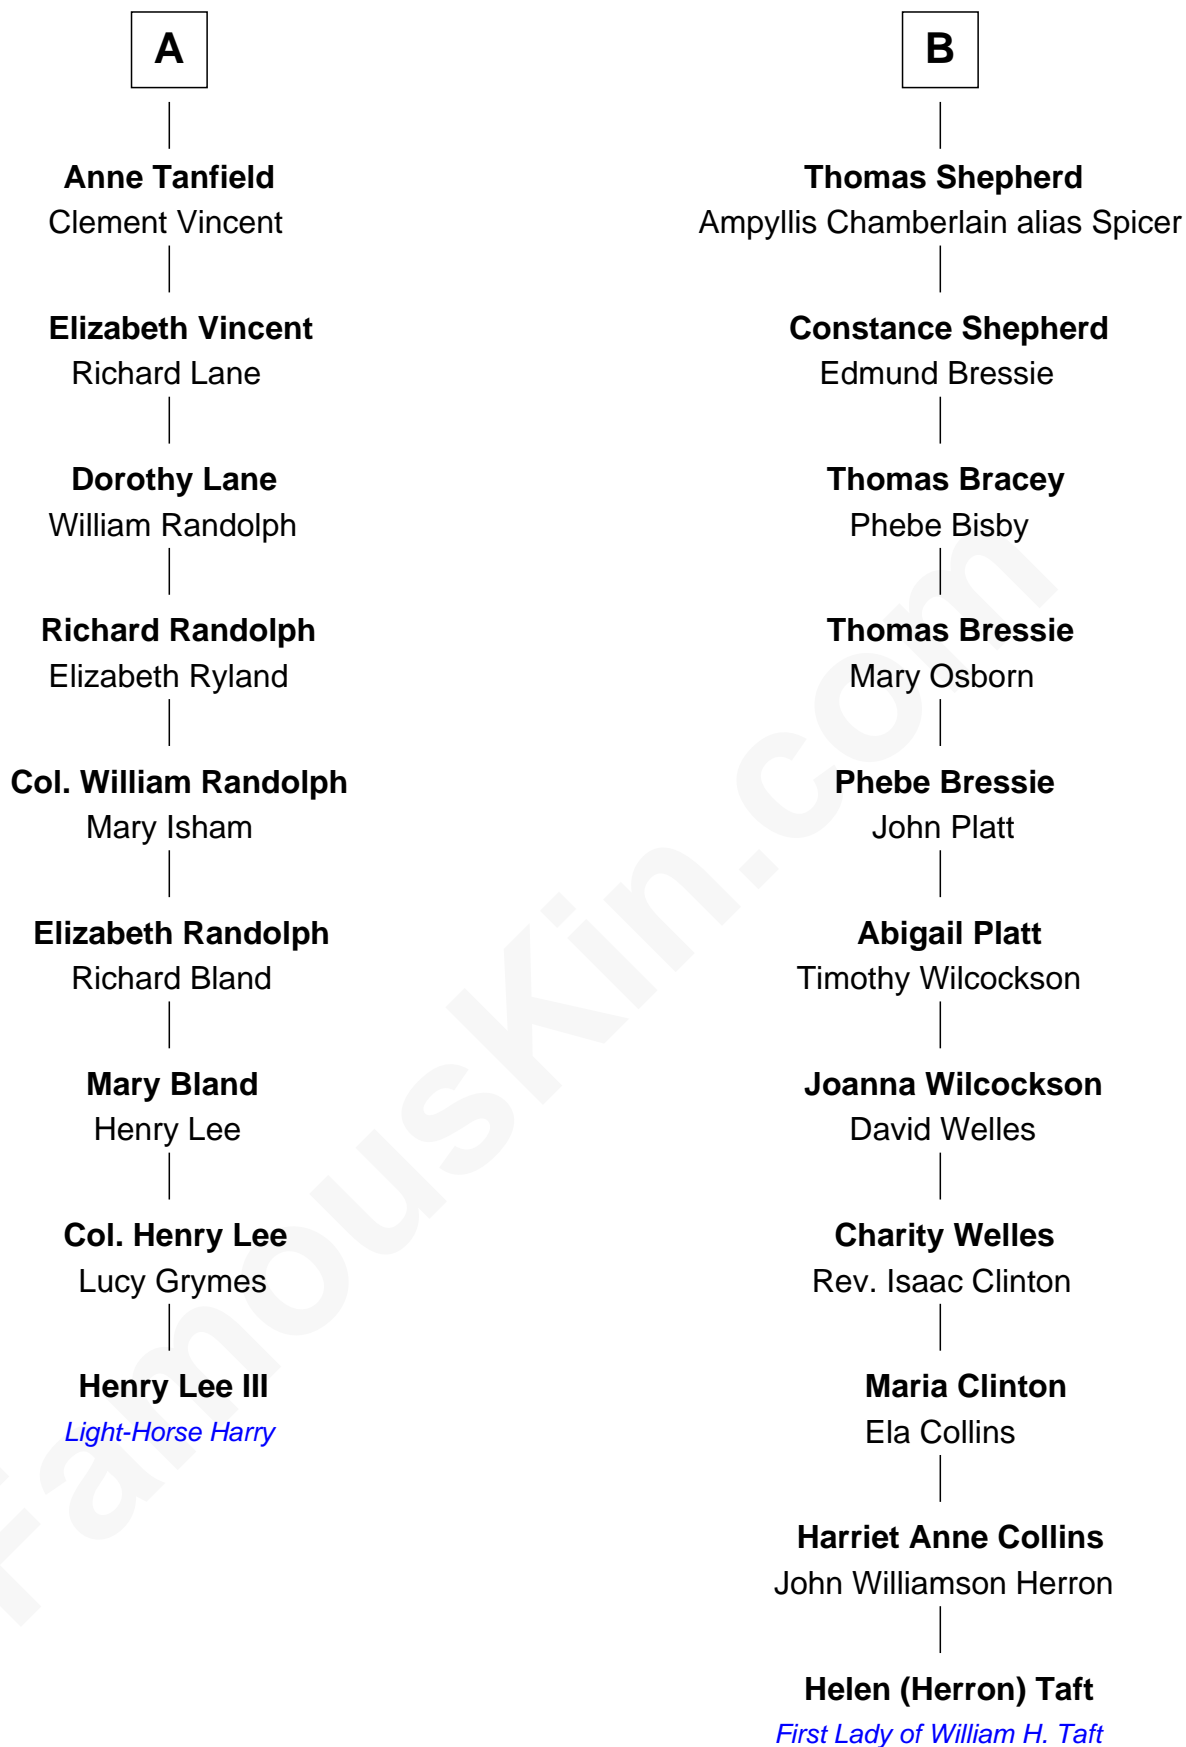 A
Anne Tanfield
Clement Vincent
Elizabeth Vincent
Richard Lane
Dorothy Lane
William Randolph
Richard Randolph
Elizabeth Ryland
Col. William Randolph
Mary Isham
Elizabeth Randolph
Richard Bland
Mary Bland
Henry Lee
Col. Henry Lee
Lucy Grymes
Henry Lee III
Light-Horse Harry
B
Thomas Shepherd
Ampyllis Chamberlain alias Spicer
Constance Shepherd
Edmund Bressie
Thomas Bracey
Phebe Bisby
Thomas Bressie
Mary Osborn
Phebe Bressie
John Platt
Abigail Platt
Timothy Wilcockson
Joanna Wilcockson
David Welles
Charity Welles
Rev. Isaac Clinton
Maria Clinton
Ela Collins
Harriet Anne Collins
John Williamson Herron
Helen (Herron) Taft
First Lady of William H. Taft
FamousKin.com